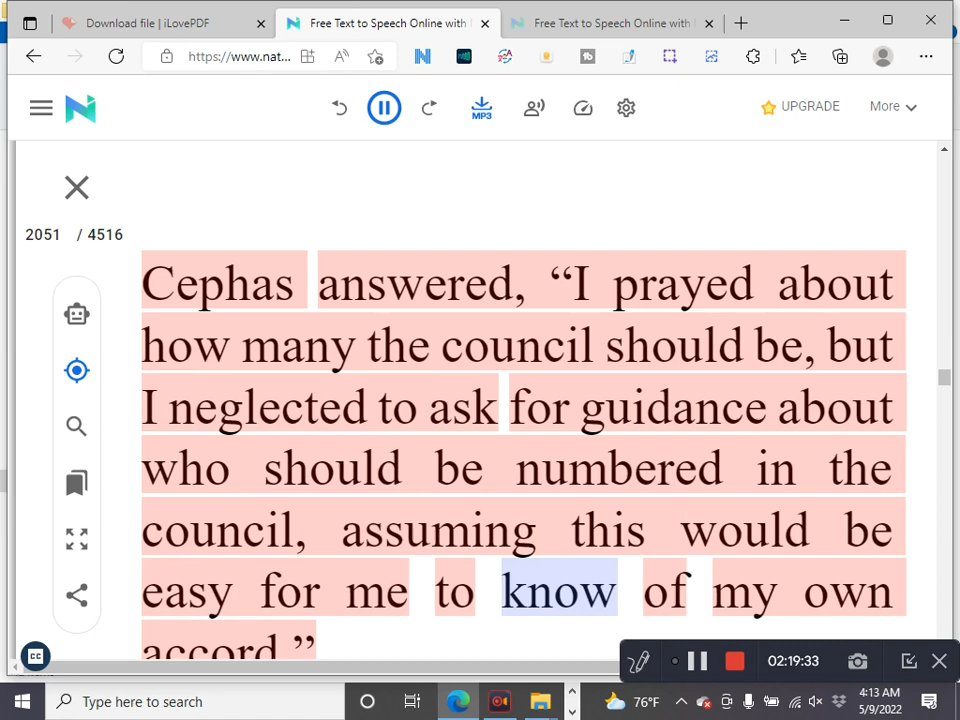 Download file | iLovePDF
Free Text to Speech Online with
Free Text to Speech Online with
https://www.nat...
MP3
UPGRADE
More
2051 / 4516
Cephas answered, “I prayed about
how many the council should be, but
I neglected to ask for guidance about
who should be numbered in the
council, assuming this would be
easy for me to know of my own
accord.”
CC
02:19:33
Type here to search
76°F
4:13 AM
5/9/2022